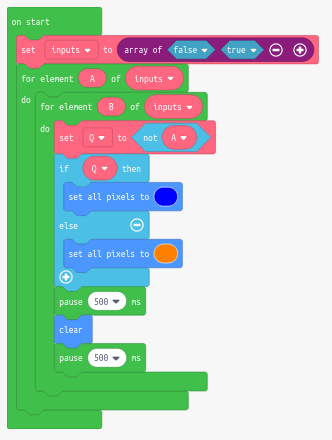 on start
set inputs to array of false true
for element A of inputs
do for element B of inputs
do set Q to not A
if Q then
set all pixels to
else
set all pixels to
pause 500 ms
clear
pause 500 ms